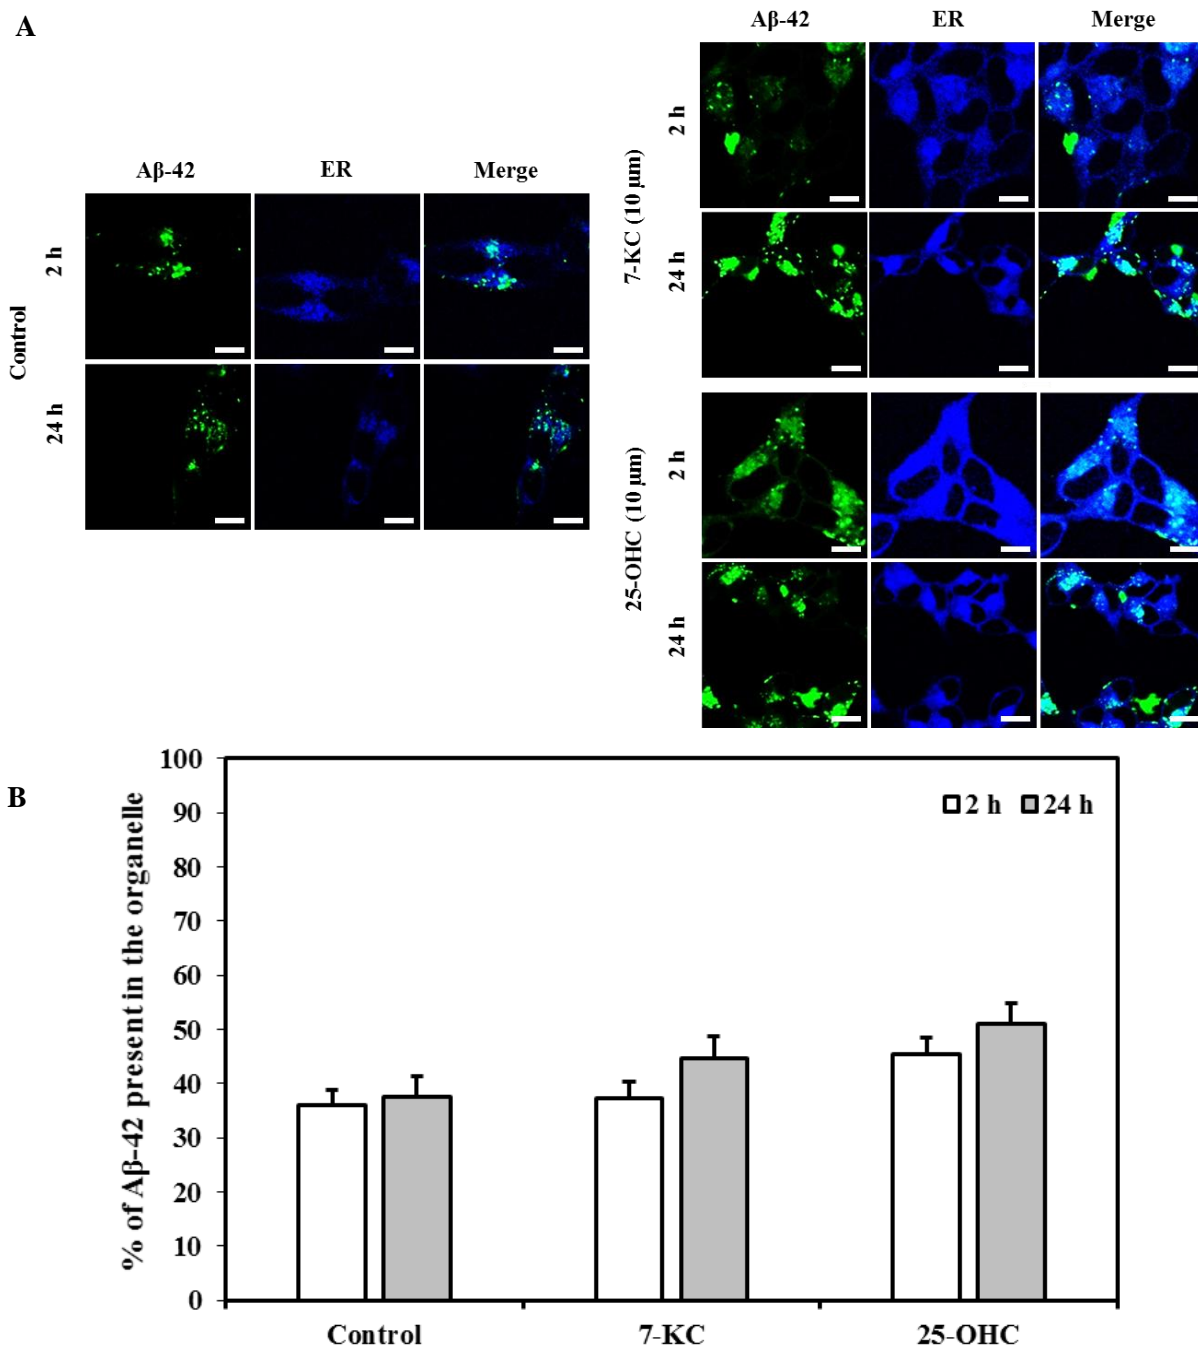 A
Aβ-42 ER Merge
Control
2 h
24 h
Aβ-42 ER Merge
7-KC (10 μm)
2 h
24 h
25-OHC (10 μm)
2 h
24 h
B
% of Aβ-42 present in the organelle
100
90
80
70
60
50
40
30
20
10
0
2 h 24 h
Control 7-KC 25-OHC